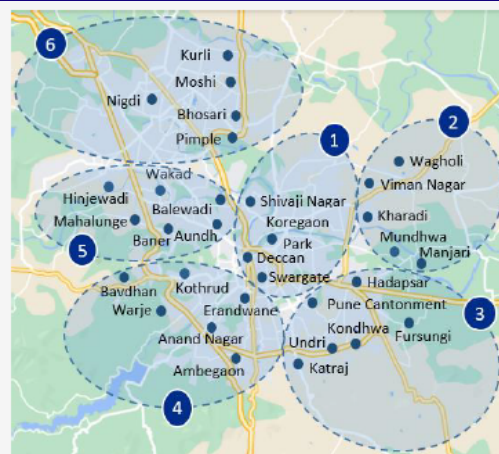 6
Kurli
Moshi
Nigdi
Bhosari
Pimple
1
2
Wagholi
Viman Nagar
Kharadi
Mundhwa
Manjari
Wakad
Hinjewadi
Balewadi
Mahalunge
Baner
Aundh
5
Shivaji Nagar
Koregaon
Park
Deccan
Swargate
Hadapsar
Pune Cantonment
3
Kondhwa
Fursungi
Undri
Katraj
Kothrud
Bavdhan
Erandwane
Warje
Anand Nagar
Ambegaon
4